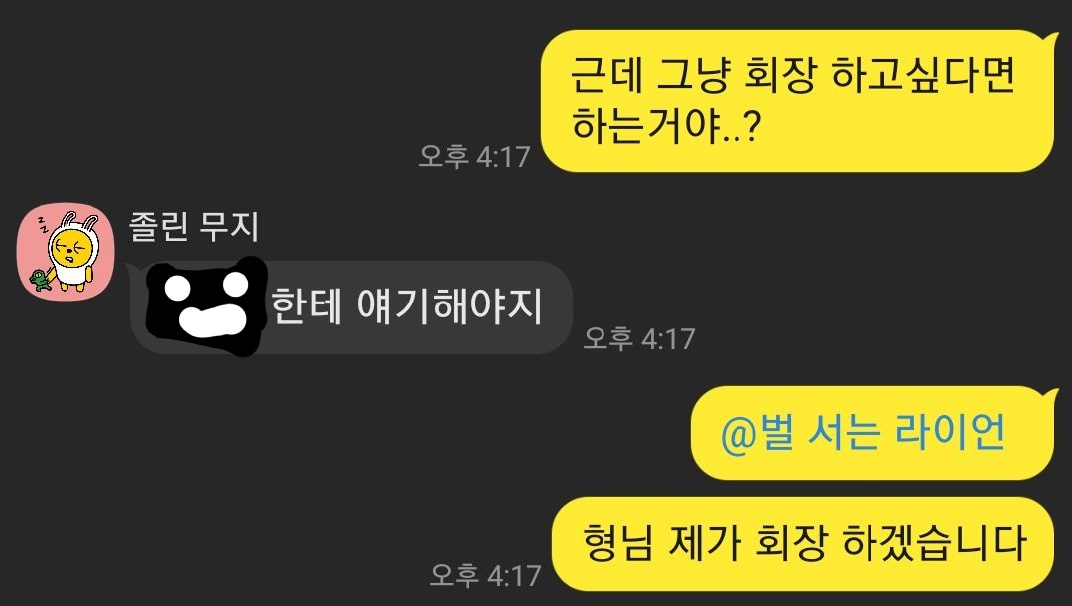 근데 그냥 회장 하고싶다면
하는거야..?
오후 4:17
z
z
졸린 무지
한테 얘기해야지
오후 4:17
@벌 서는 라이언
형님 제가 회장 하겠습니다
오후 4:17